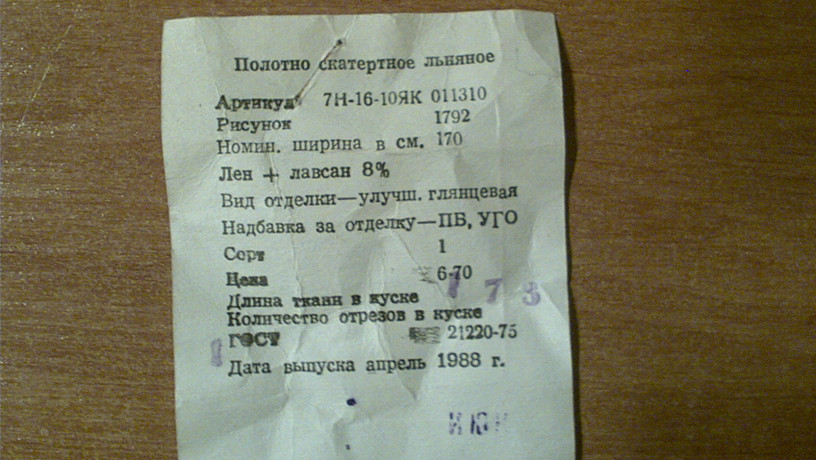 Полотно скатертное льняное
Артикул 7Н-16-10ЯК 011310
Рисунок 1792
Номин. ширина в см. 170
Лен + лавсан 8%
Вид отделки—улучш. глянцевая
Надбавка за отделку—ПБ, УГО
Сорт 1
Цена 6-70
173
Длина ткани в куске
Количество отрезов в куске
ГОСТ 21220-75
Дата выпуска апрель 1988 г.